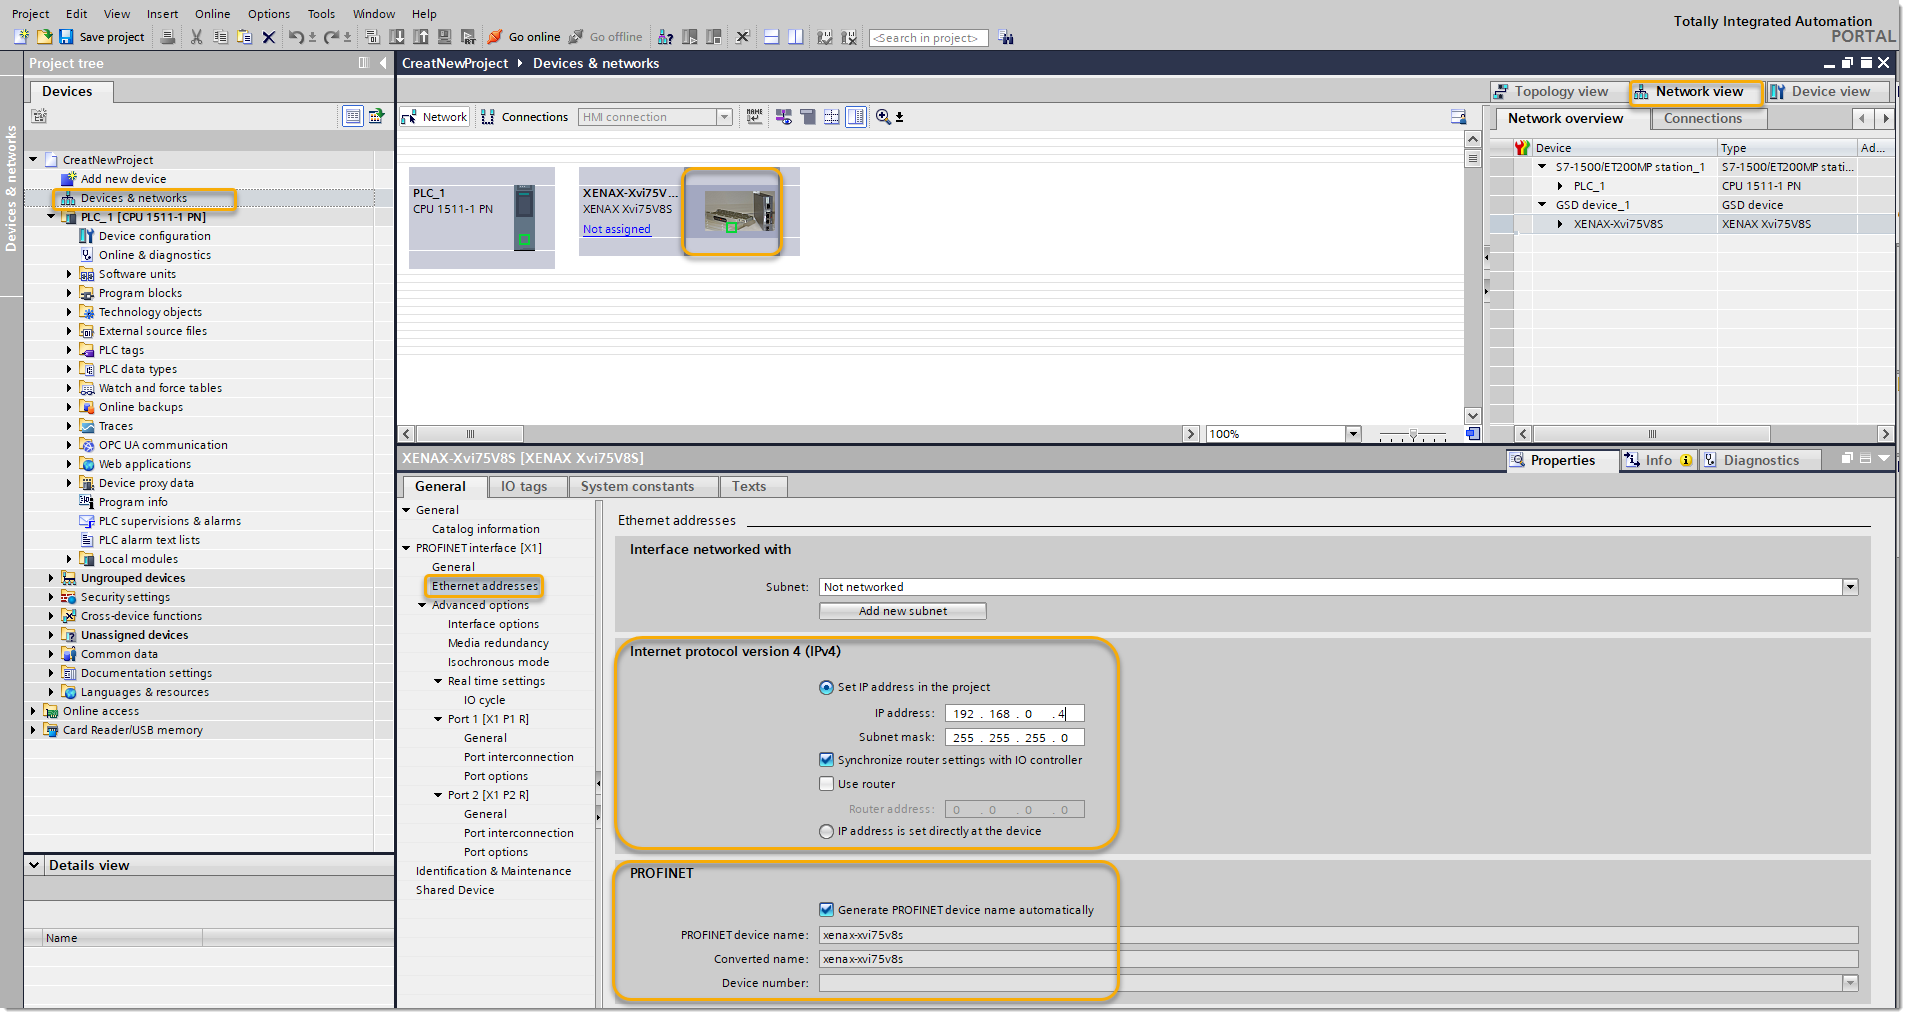 Project Edit View Insert Online Options Tools Window Help
Totally Integrated Automation
PORTAL
Save project
Go online
Go offline
<Search in project>
Project tree
CreatNewProject
Devices & networks
Devices
Topology view
Network view
Device view
Devices & networks
Network
Connections
HMI connection
Network overview
Connections
Device Type Ad...
S7-1500/ET200MP station_1 S7-1500/ET200MP stati...
PLC_1 CPU 1511-1 PN
GSD device_1 GSD device
XENAX-Xvi75V8S XENAX Xvi75V8S
CreatNewProject
Add new device
Devices & networks
PLC_1 [CPU 1511-1 PN]
Device configuration
Online & diagnostics
Software units
Program blocks
Technology objects
External source files
PLC tags
PLC data types
Watch and force tables
Online backups
Traces
OPC UA communication
Web applications
Device proxy data
Program info
PLC supervisions & alarms
PLC alarm text lists
Local modules
Ungrouped devices
Security settings
Cross-device functions
Unassigned devices
Common data
Documentation settings
Languages & resources
Online access
Card Reader/USB memory
Details view
Name
PLC_1
CPU 1511-1 PN
XENAX-Xvi75V...
XENAX Xvi75V8S
Not assigned
100%
XENAX-Xvi75V8S [XENAX Xvi75V8S]
Properties
Info
Diagnostics
General
IO tags
System constants
Texts
General
Catalog information
PROFINET interface [X1]
General
Ethernet addresses
Advanced options
Interface options
Media redundancy
Isochronous mode
Real time settings
IO cycle
Port 1 [X1 P1 R]
General
Port interconnection
Port options
Port 2 [X1 P2 R]
General
Port interconnection
Port options
Identification & Maintenance
Shared Device
Ethernet addresses
Interface networked with
Subnet: Not networked
Add new subnet
Internet protocol version 4 (IPv4)
Set IP address in the project
IP address: 192 . 168 . 0 . 4
Subnet mask: 255 . 255 . 255 . 0
Synchronize router settings with IO controller
Use router
Router address: 0 . 0 . 0 . 0
IP address is set directly at the device
PROFINET
Generate PROFINET device name automatically
PROFINET device name: xenax-xvi75v8s
Converted name: xenax-xvi75v8s
Device number: